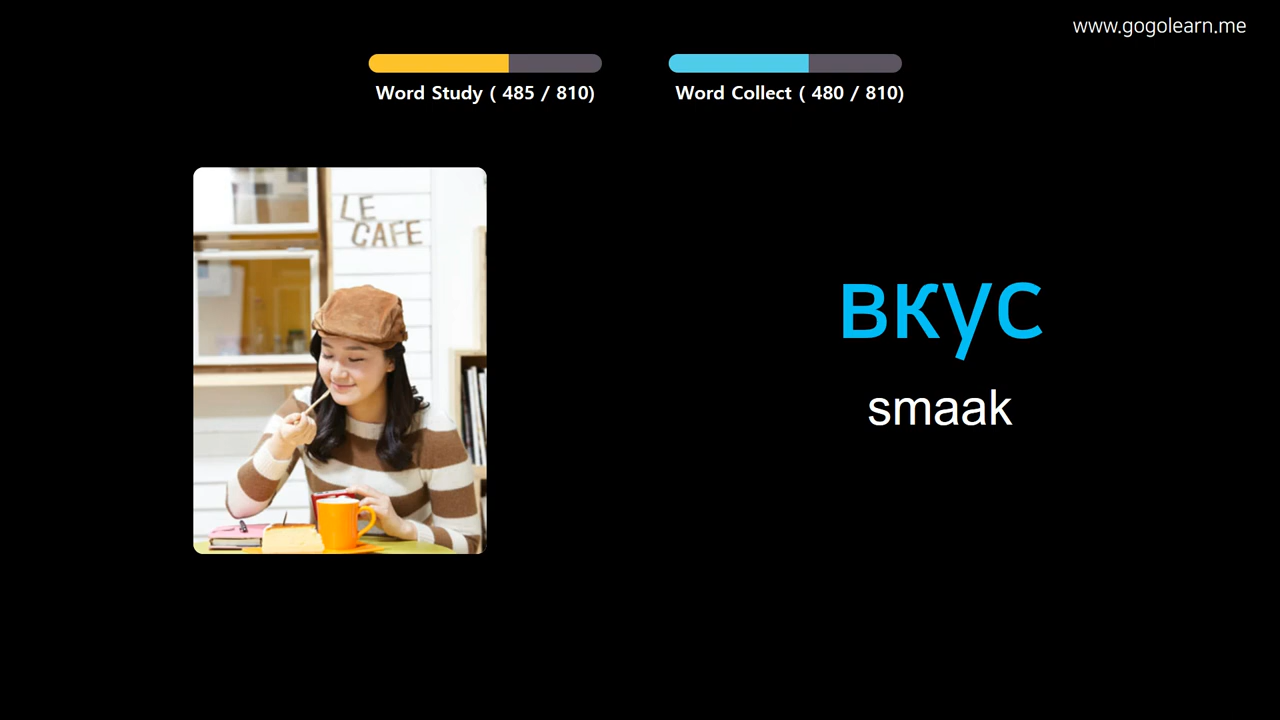 www.gogolearn.me
Word Study ( 485 / 810)
Word Collect ( 480 / 810)
LE
CAFE
вкус
smaak